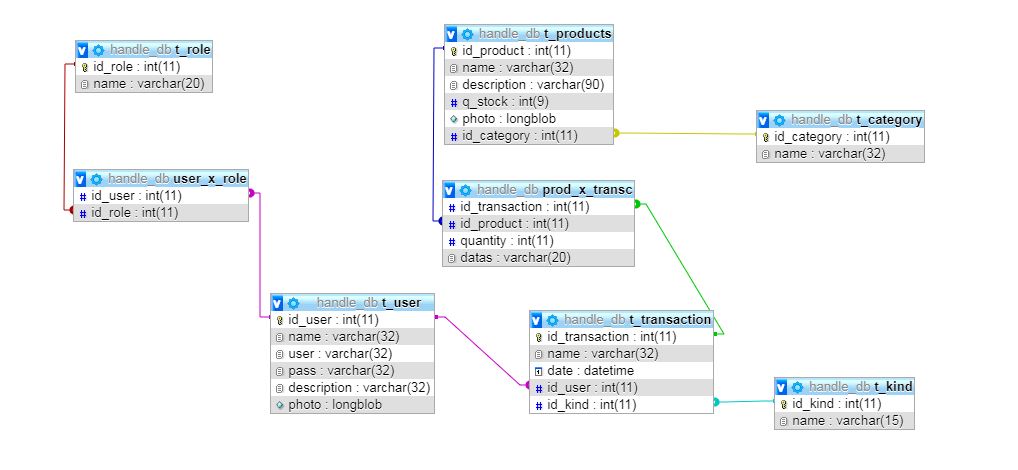 handle_db t_role
id_role : int(11)
name : varchar(20)
handle_db t_products
id_product : int(11)
name : varchar(32)
description : varchar(90)
q_stock : int(9)
photo : longblob
id_category : int(11)
handle_db t_category
id_category : int(11)
name : varchar(32)
handle_db user_x_role
id_user : int(11)
id_role : int(11)
handle_db prod_x_transc
id_transaction : int(11)
id_product : int(11)
quantity : int(11)
datas : varchar(20)
handle_db t_user
id_user : int(11)
name : varchar(32)
user : varchar(32)
pass : varchar(32)
description : varchar(32)
photo : longblob
handle_db t_transaction
id_transaction : int(11)
name : varchar(32)
date : datetime
id_user : int(11)
id_kind : int(11)
handle_db t_kind
id_kind : int(11)
name : varchar(15)